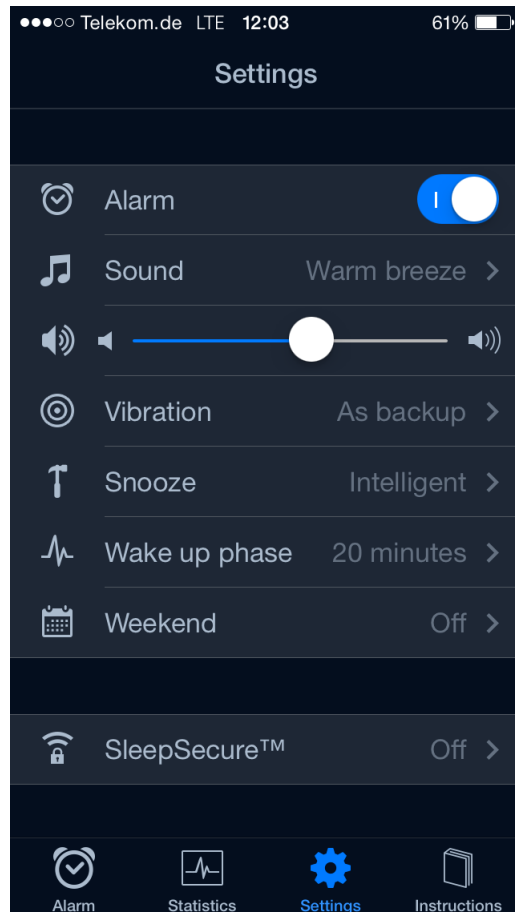 Telekom.de LTE 12:03 61%
Settings
Alarm
Sound Warm breeze
Vibration As backup
Snooze Intelligent
Wake up phase 20 minutes
Weekend Off
SleepSecure™ Off
Alarm Statistics Settings Instructions